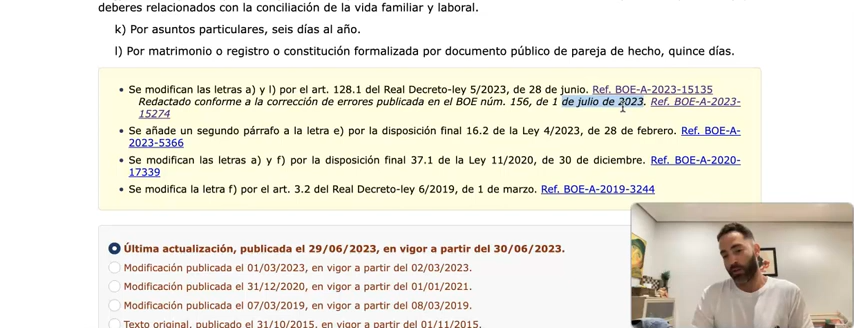 deberes relacionados con la conciliación de la vida familiar y laboral.
k) Por asuntos particulares, seis días al año.
l) Por matrimonio o registro o constitución formalizada por documento público de pareja de hecho, quince días.
Se modifican las letras a) y l) por el art. 128.1 del Real Decreto-ley 5/2023, de 28 de junio. Ref. BOE-A-2023-15135
Redactado conforme a la corrección de errores publicada en el BOE núm. 156, de 1 de julio de 2023. Ref. BOE-A-2023-
15274
Se añade un segundo párrafo a la letra e) por la disposición final 16.2 de la Ley 4/2023, de 28 de febrero. Ref. BOE-A-
2023-5366
Se modifican las letras a) y f) por la disposición final 37.1 de la Ley 11/2020, de 30 de diciembre. Ref. BOE-A-2020-
17339
Se modifica la letra f) por el art. 3.2 del Real Decreto-ley 6/2019, de 1 de marzo. Ref. BOE-A-2019-3244
Última actualización, publicada el 29/06/2023, en vigor a partir del 30/06/2023.
Modificación publicada el 01/03/2023, en vigor a partir del 02/03/2023.
Modificación publicada el 31/12/2020, en vigor a partir del 01/01/2021.
Modificación publicada el 07/03/2019, en vigor a partir del 08/03/2019.
Texto original, publicado el 31/10/2015, en vigor a partir del 01/11/2015.